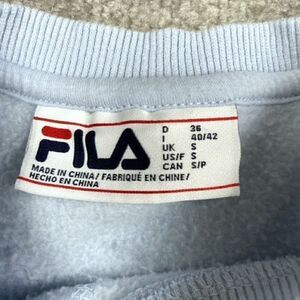 FILA
D 36
I 40/42
UK S
US/F S
CAN S/P
MADE IN CHINA/ FABRIQUÉ EN CHINE/
HECHO EN CHINA